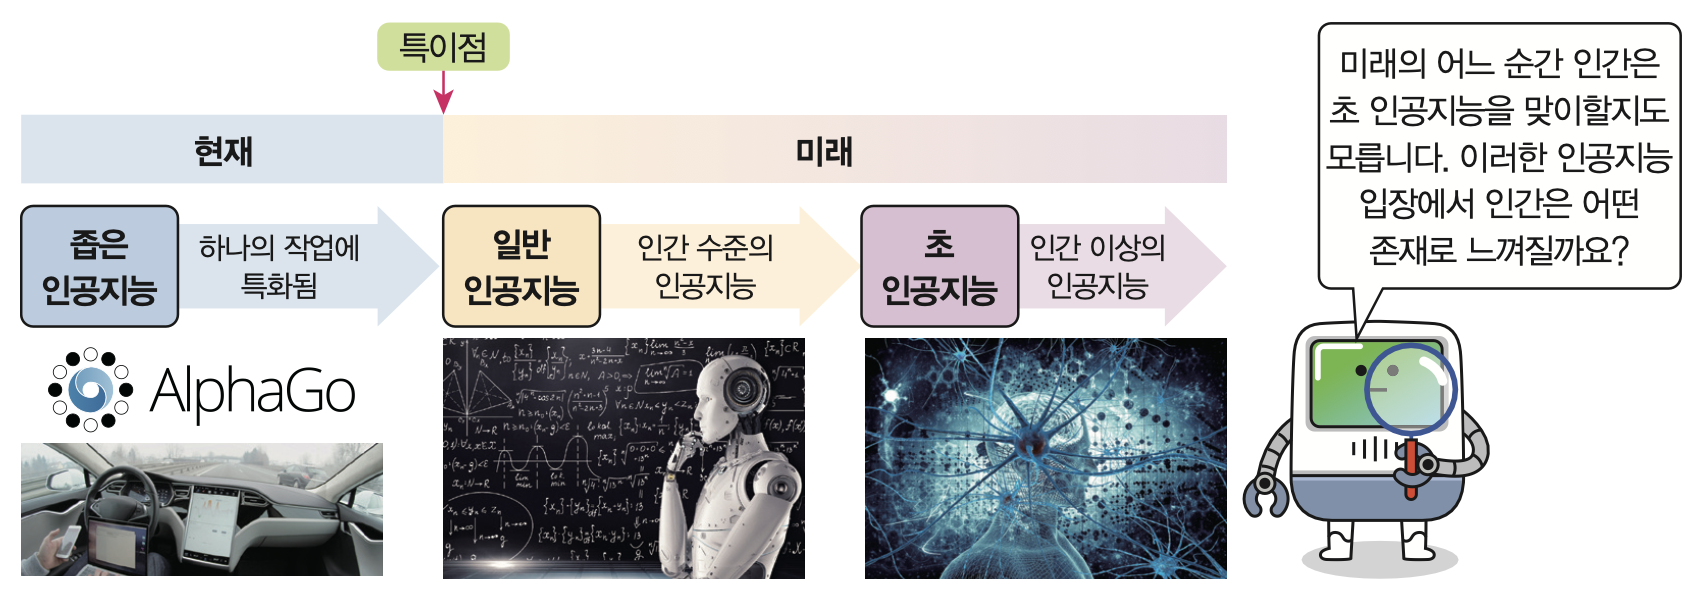 특이점
현재
미래
좁은
인공지능
하나의 작업에
특화됨
일반
인공지능
인간 수준의
인공지능
초
인공지능
인간 이상의
인공지능
AlphaGo
미래의 어느 순간 인간은
초 인공지능을 맞이할지도
모릅니다. 이러한 인공지능
입장에서 인간은 어떤
존재로 느껴질까요?